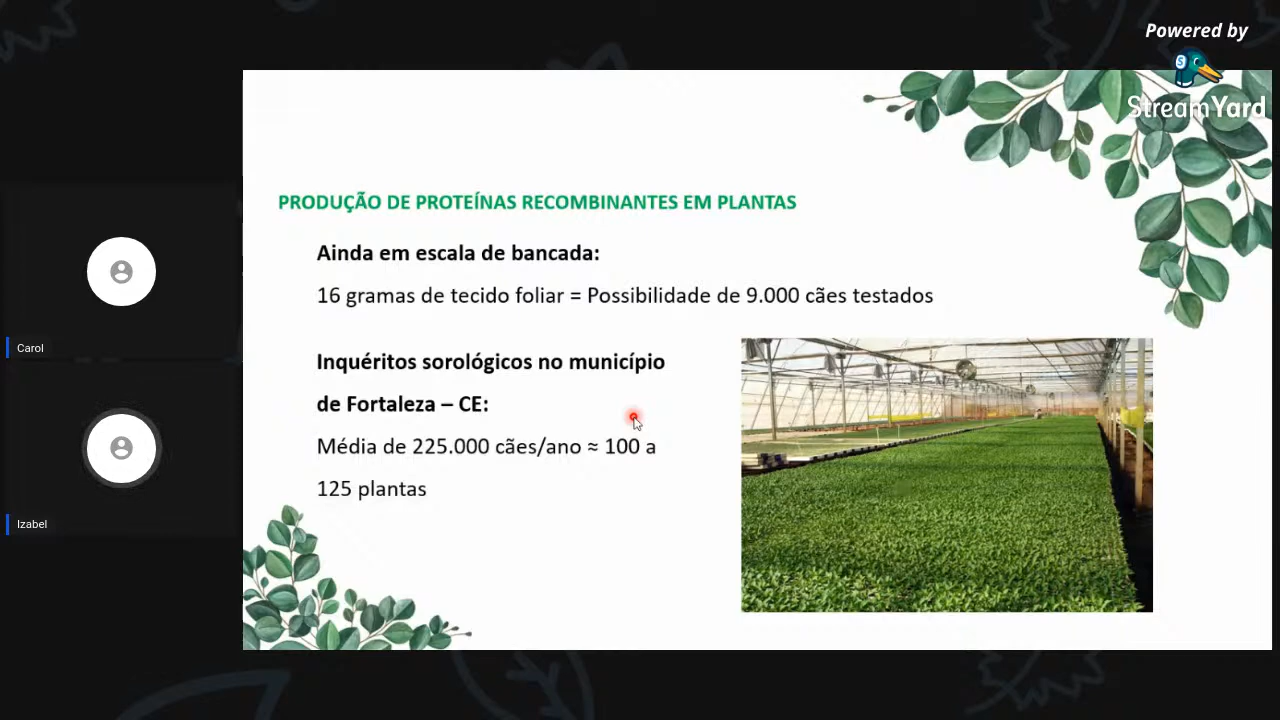 Powered by
StreamYard
PRODUÇÃO DE PROTEÍNAS RECOMBINANTES EM PLANTAS
Ainda em escala de bancada:
16 gramas de tecido foliar = Possibilidade de 9.000 cães testados
Inquéritos sorológicos no município
de Fortaleza – CE:
Média de 225.000 cães/ano ≈ 100 a
125 plantas
Carol
Izabel